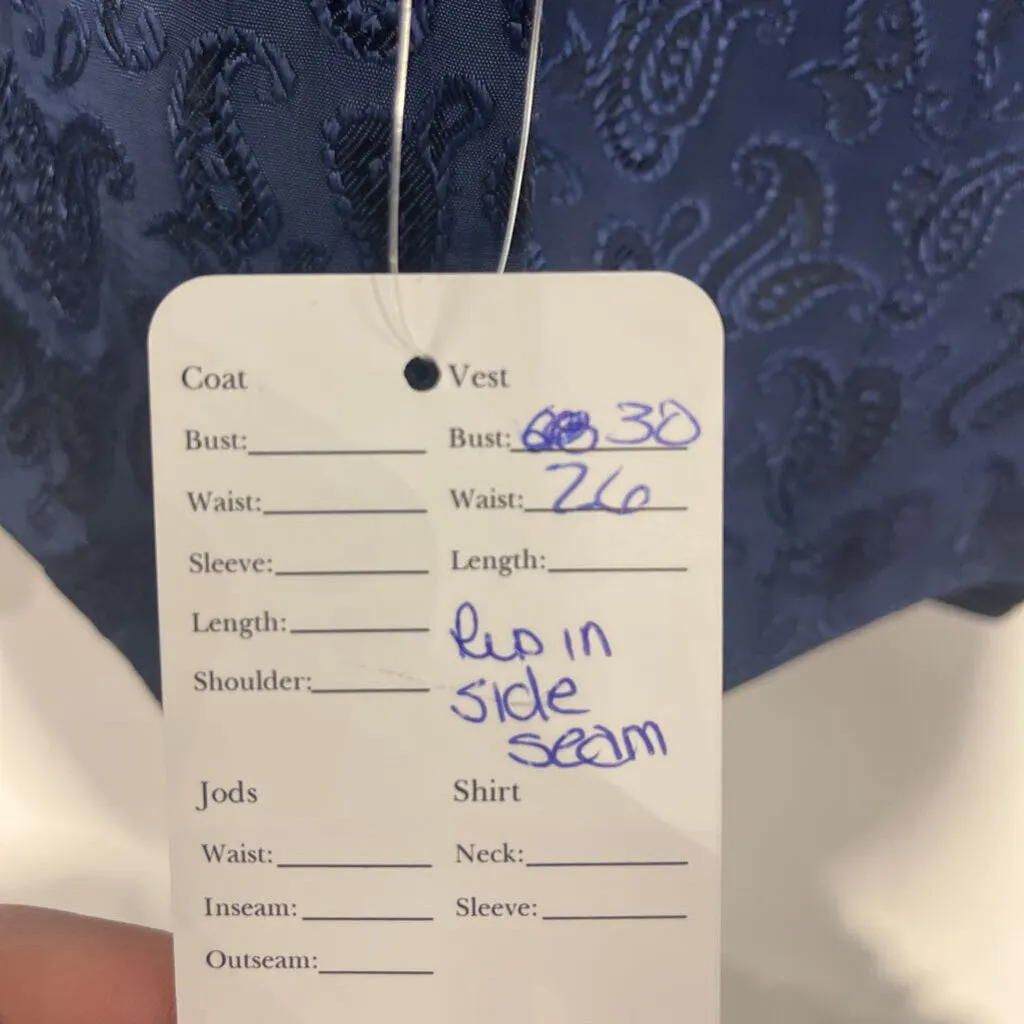 Coat
Bust:
Waist:
Sleeve:
Length:
Shoulder:
Vest
Bust: 30
Waist: 26
Length:
Rip in
side
seam
Jods
Waist:
Inseam:
Outseam:
Shirt
Neck:
Sleeve: